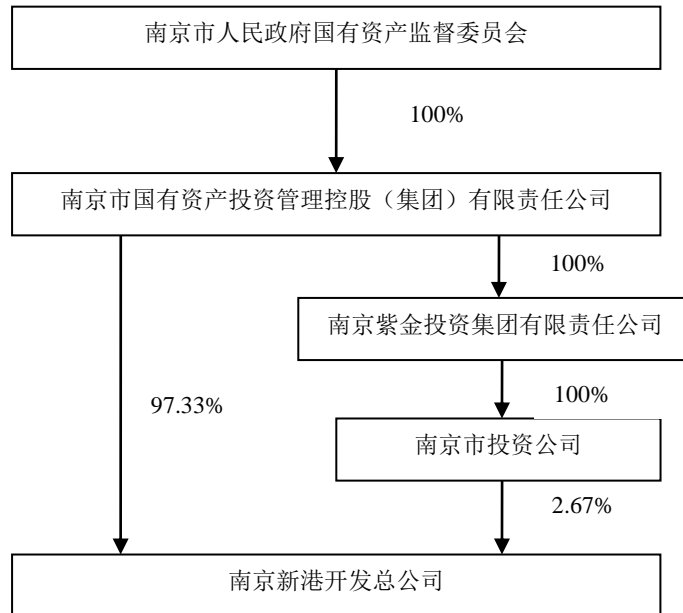 南京市人民政府国有资产监督委员会
100%
南京市国有资产投资管理控股（集团）有限责任公司
100%
南京紫金投资集团有限责任公司
97.33%
100%
南京市投资公司
2.67%
南京新港开发总公司